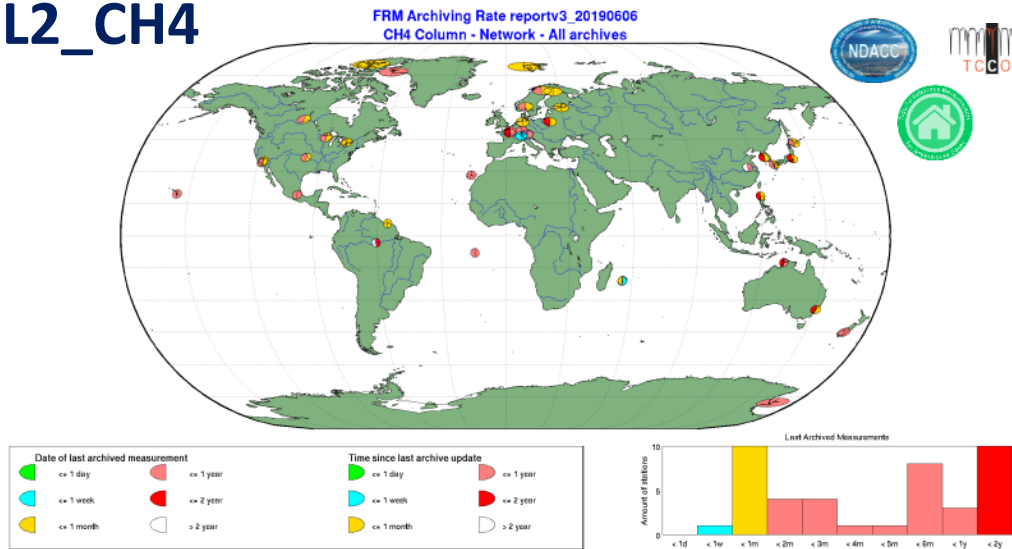 L2_CH4
FRM Archiving Rate reportv3_20190606
CH4 Column - Network - All archives
NDACC
TCCO
Date of last archived measurement
<= 1 day
<= 1 year
<= 1 week
<= 2 year
<= 1 month
> 2 year
Time since last archive update
<= 1 day
<= 1 year
<= 1 week
<= 2 year
<= 1 month
> 2 year
Last Archived Measurements
Amount of stations
10
5
0
< 1d
< 1w
< 1m
< 2m
< 3m
< 4m
< 5m
< 6m
< 1y
< 2y